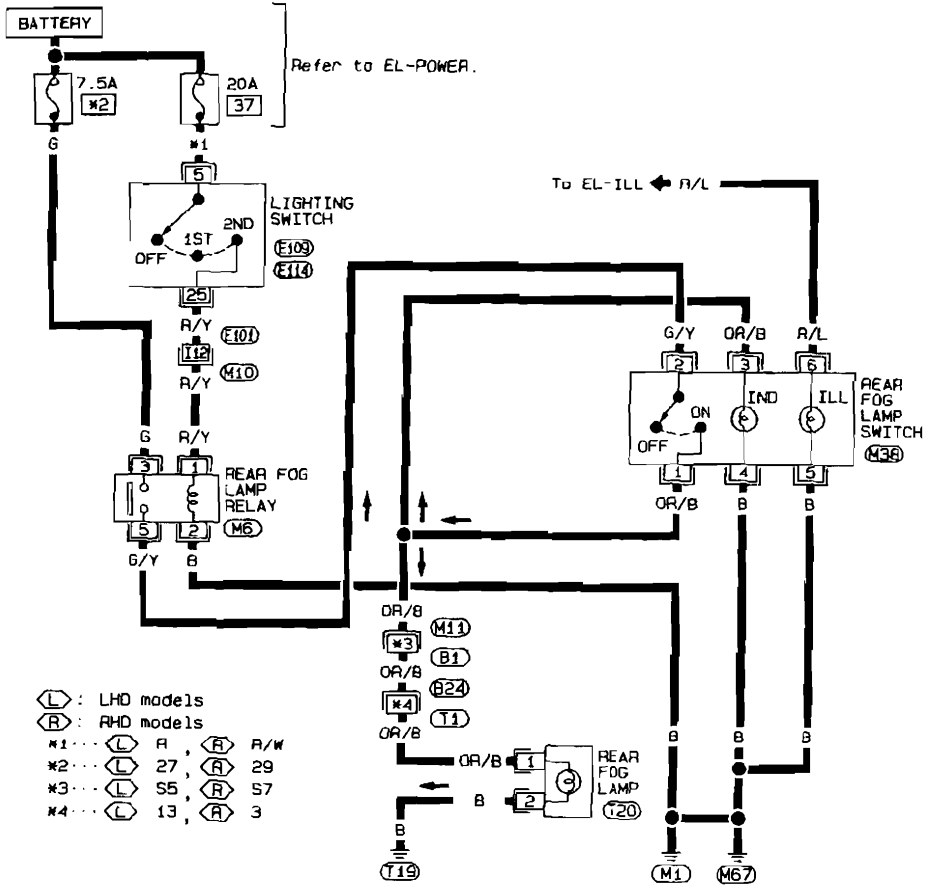 BATTERY
Refer to EL-POWER.
7.5A
*2
20A
37
G
*1
5
To EL-ILL R/L
LIGHTING
SWITCH
OFF
1ST
2ND
E109
E114
25
R/Y
E101
I12
M10
R/Y
G/Y
OR/B
R/L
2
3
6
IND
ILL
ON
OFF
REAR
FOG
LAMP
SWITCH
M38
G
R/Y
3
1
REAR FOG
LAMP
RELAY
M6
5
2
G/Y
B
1
4
5
OR/B
B
B
OR/B
M11
*3
B1
OR/B
B24
*4
T1
OR/B
L : LHD models
R : RHD models
*1 ··· L R , R R/W
*2 ··· L 27 , R 29
*3 ··· L S5 , R S7
*4 ··· L 13 , R 3
B
B
B
OR/B
1
B
2
REAR
FOG
LAMP
T20
B
T19
M1
M67